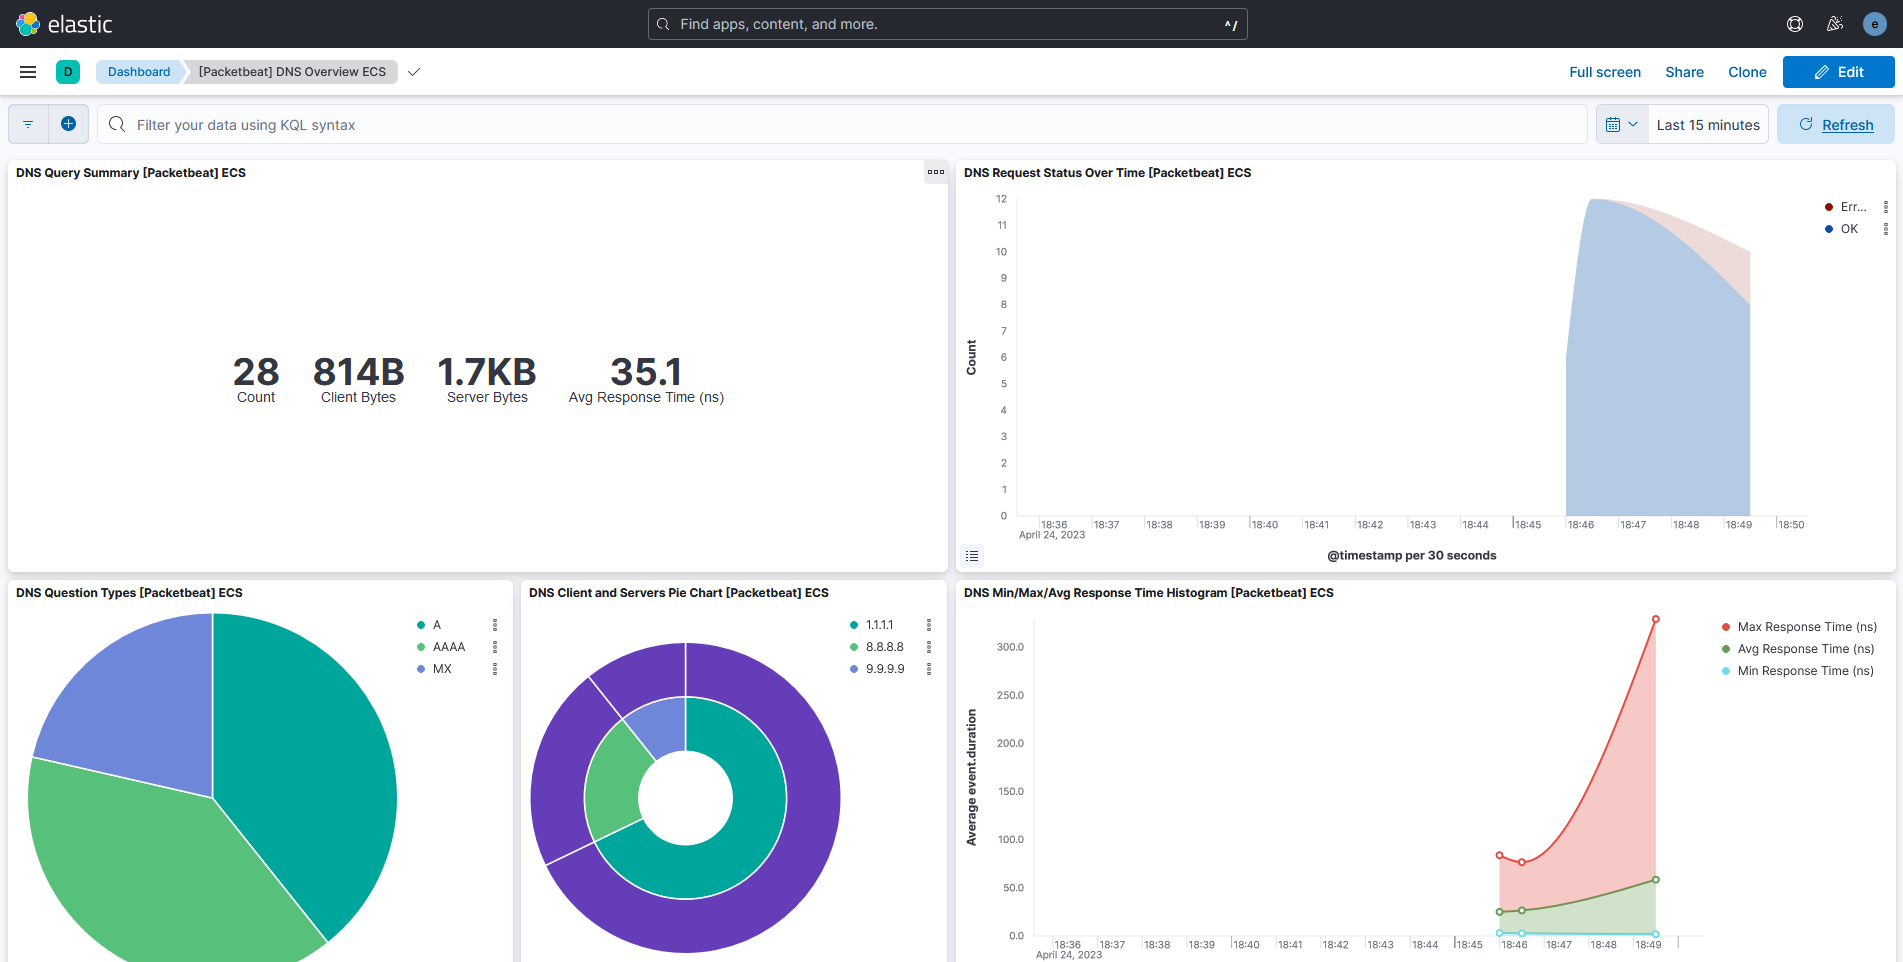 elastic
Find apps, content, and more.
^/
e
D
Dashboard
[Packetbeat] DNS Overview ECS
Full screen
Share
Clone
Edit
Filter your data using KQL syntax
Last 15 minutes
Refresh
DNS Query Summary [Packetbeat] ECS
28
Count
814B
Client Bytes
1.7KB
Server Bytes
35.1
Avg Response Time (ns)
DNS Request Status Over Time [Packetbeat] ECS
12
11
10
9
8
7
6
5
4
3
2
1
0
Count
18:36
18:37
18:38
18:39
18:40
18:41
18:42
18:43
18:44
18:45
18:46
18:47
18:48
18:49
18:50
April 24, 2023
@timestamp per 30 seconds
Err...
OK
DNS Question Types [Packetbeat] ECS
A
AAAA
MX
DNS Client and Servers Pie Chart [Packetbeat] ECS
1.1.1.1
8.8.8.8
9.9.9.9
DNS Min/Max/Avg Response Time Histogram [Packetbeat] ECS
300.0
250.0
200.0
150.0
100.0
50.0
0.0
Average event.duration
18:36
18:37
18:38
18:39
18:40
18:41
18:42
18:43
18:44
18:45
18:46
18:47
18:48
18:49
April 24, 2023
Max Response Time (ns)
Avg Response Time (ns)
Min Response Time (ns)